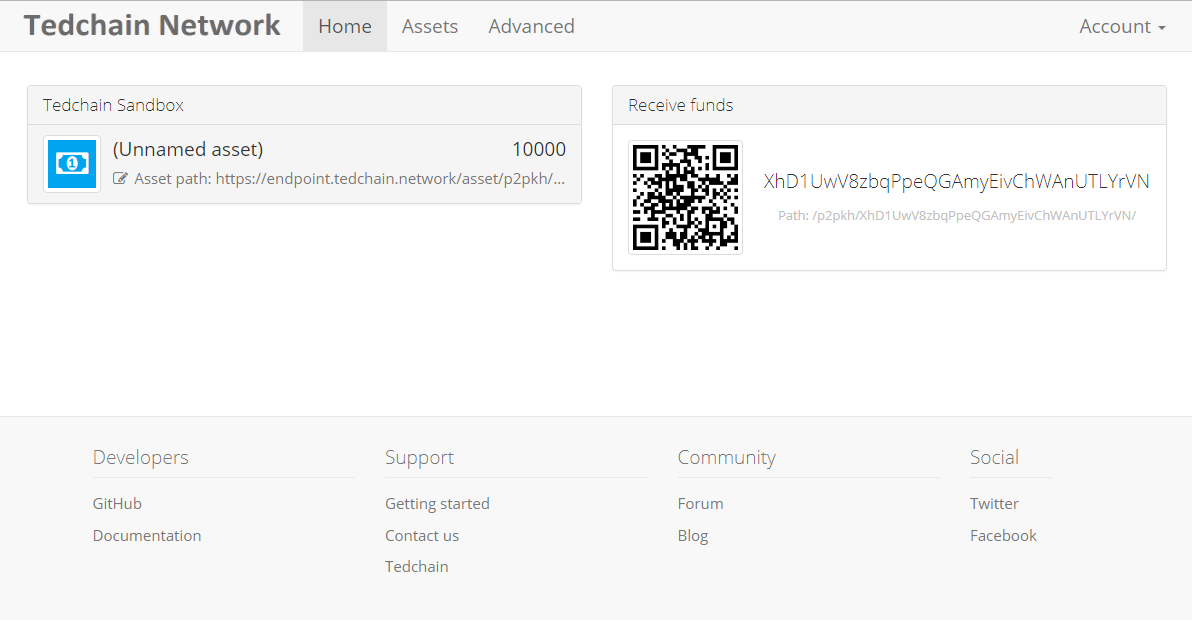 Tedchain Network Home Assets Advanced Account
Tedchain Sandbox
(Unnamed asset) 10000
Asset path: https://endpoint.tedchain.network/asset/p2pkh/...
Receive funds
XhD1UwV8zbqPpeQGAmyEivChWAnUTLYrVN
Path: /p2pkh/XhD1UwV8zbqPpeQGAmyEivChWAnUTLYrVN/
Developers
GitHub
Documentation
Support
Getting started
Contact us
Tedchain
Community
Forum
Blog
Social
Twitter
Facebook